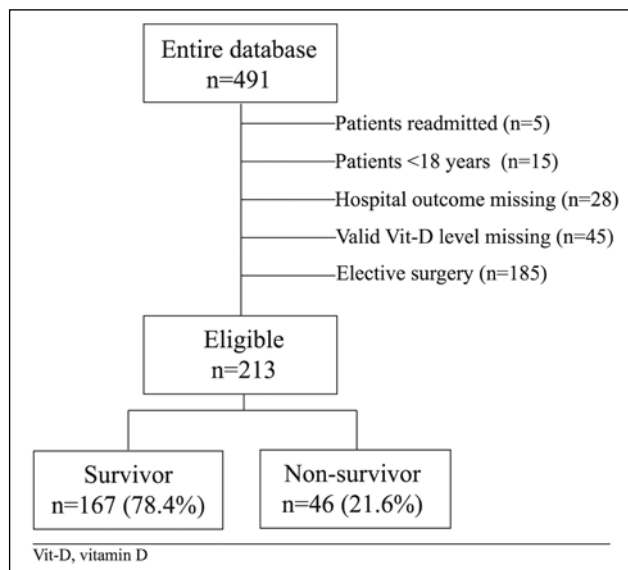 Entire database
n=491
Patients readmitted (n=5)
Patients <18 years (n=15)
Hospital outcome missing (n=28)
Valid Vit-D level missing (n=45)
Elective surgery (n=185)
Eligible
n=213
Survivor
n=167 (78.4%)
Non-survivor
n=46 (21.6%)
Vit-D, vitamin D